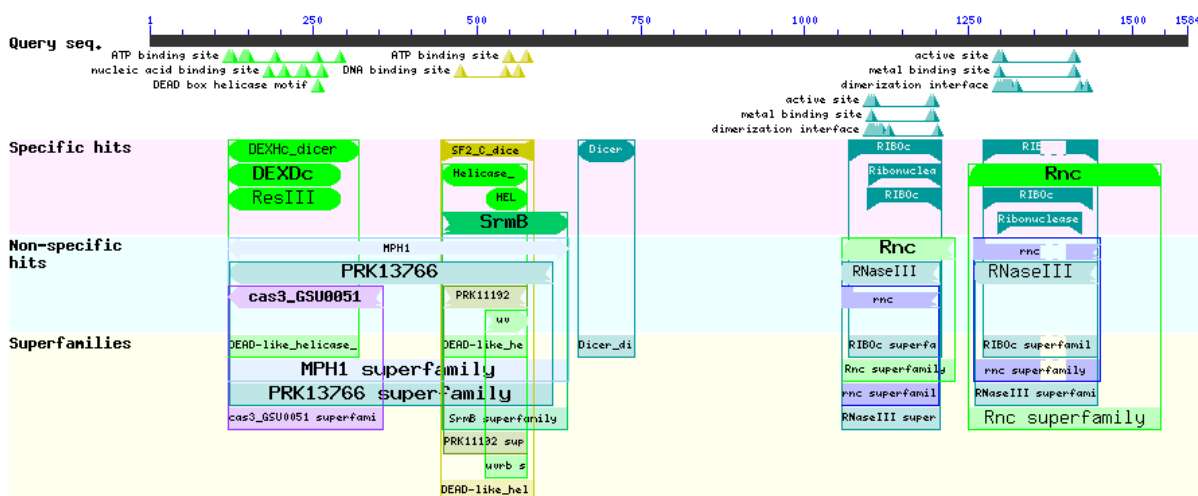 1 250 500 750 1000 1250 1500 1584
Query seq.
ATP binding site ATP binding site active site
nucleic acid binding site DNA binding site metal binding site
DEAD box helicase motif dimerization interface
active site
metal binding site
dimerization interface
Specific hits DEXHc_dicer SF2_C_dice Dicer RIBOc RIB
DEXDc Helicase_ Ribonuclea Rnc
ResIII HEL RIBOc RIBOc
SrmB Ribonuclease
Non-specific hits MPH1 Rnc rnc
PRK13766 RNaseIII RNaseIII
cas3_GSU0051 PRK11192 rnc
uv
Superfamilies DEAD-like_helicase_ DEAD-like_he Dicer_di RIBOc superfa RIBOc superfamil
MPH1 superfamily Rnc superfamily rnc superfamily
PRK13766 superfamily rnc superfamil RNaseIII superfam
cas3_GSU0051 superfami SrmB superfamily RNaseIII super Rnc superfamily
PRK11192 sup
uvrb s
DEAD-like_hel